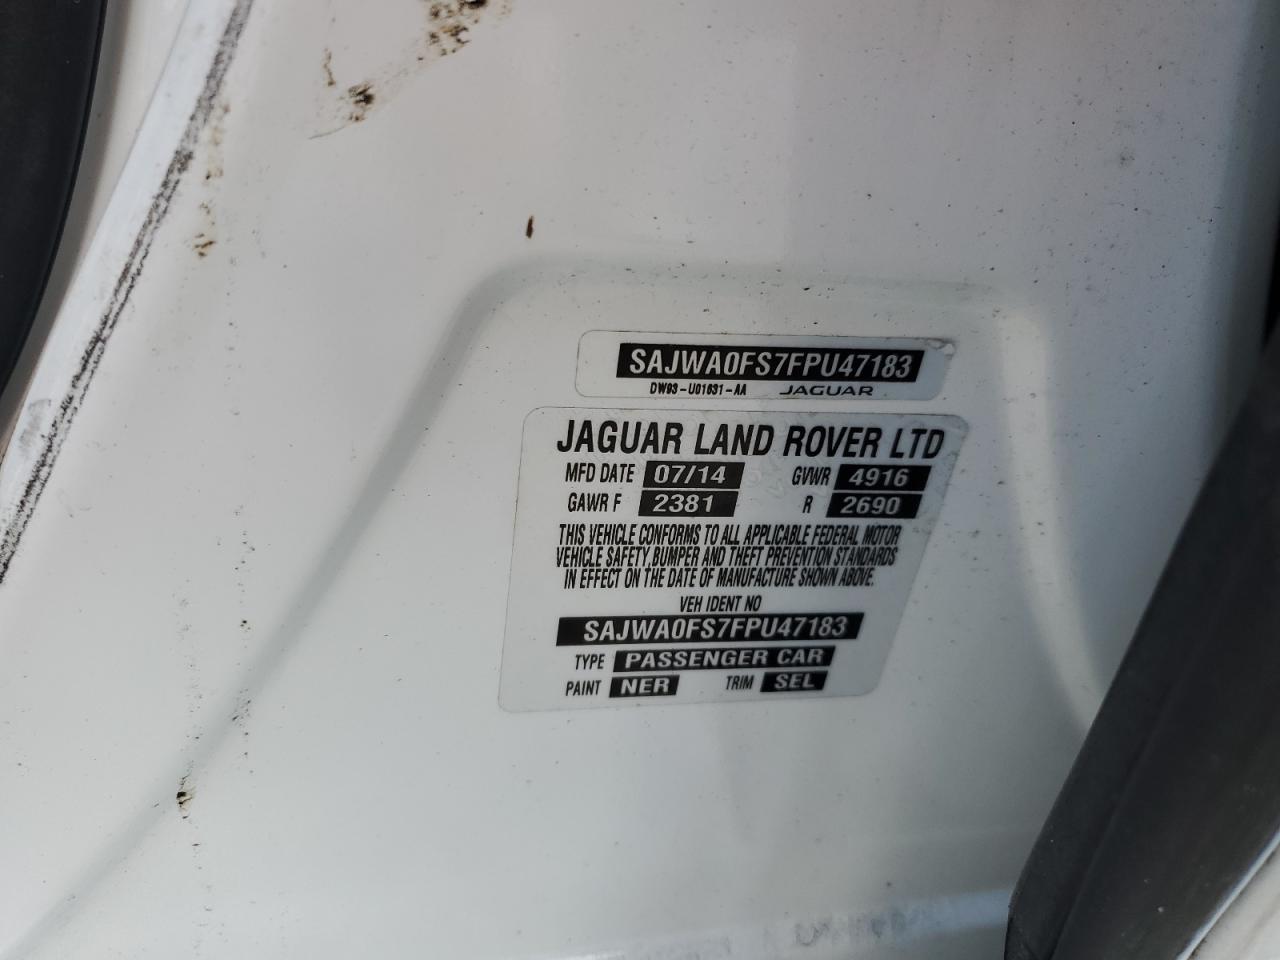 SAJWA0FS7FPU47183
DW93-U01631-AA JAGUAR
JAGUAR LAND ROVER LTD
MFD DATE 07/14 GVWR 4916
GAWR F 2381 R 2690
THIS VEHICLE CONFORMS TO ALL APPLICABLE FEDERAL MOTOR
VEHICLE SAFETY, BUMPER AND THEFT PREVENTION STANDARDS
IN EFFECT ON THE DATE OF MANUFACTURE SHOWN ABOVE.
VEH IDENT NO
SAJWA0FS7FPU47183
TYPE PASSENGER CAR
PAINT NER TRIM SEL